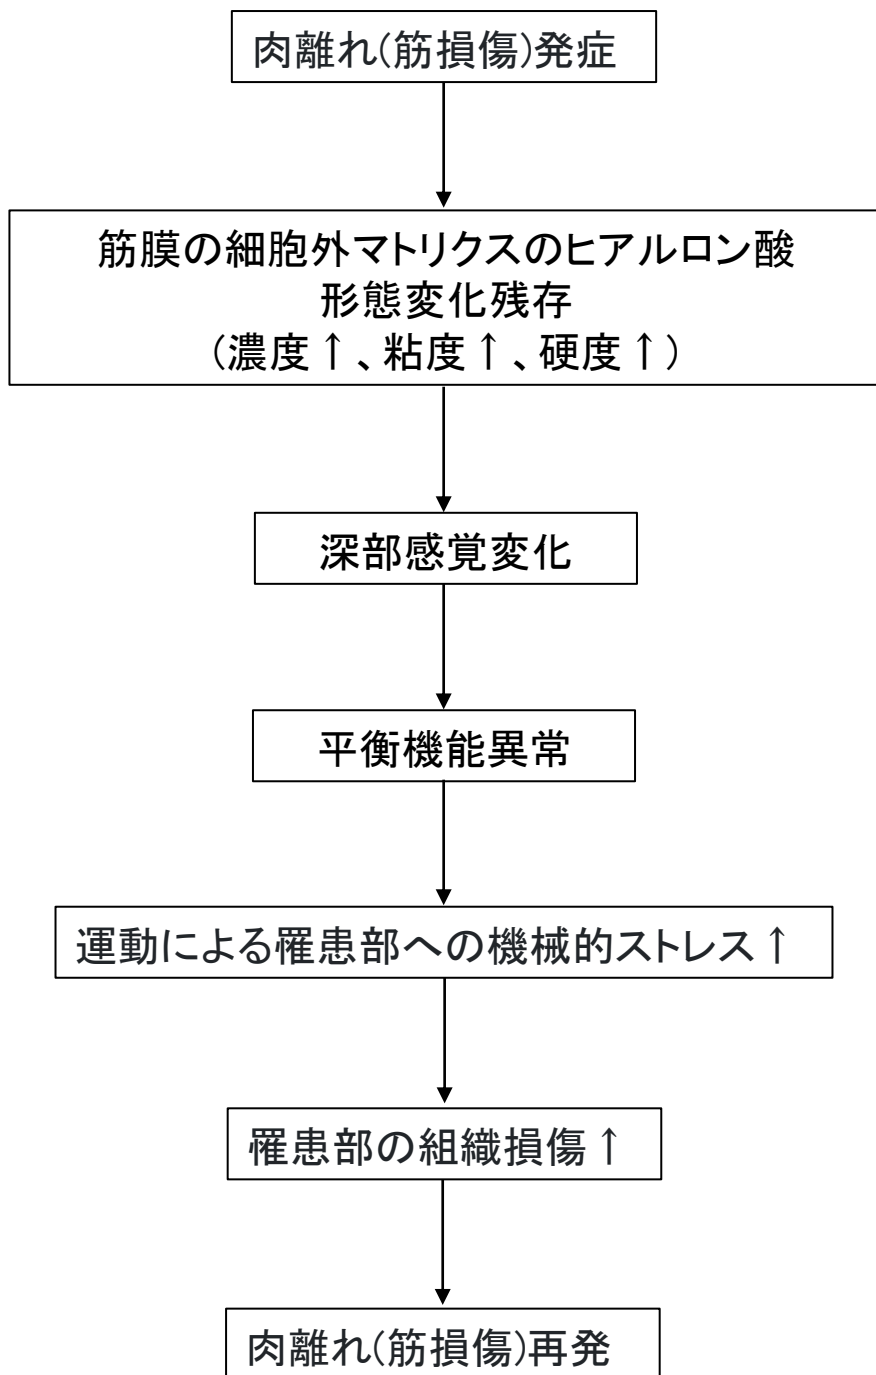 肉離れ(筋損傷)発症
筋膜の細胞外マトリクスのヒアルロン酸
形態変化残存
(濃度↑、粘度↑、硬度↑)
深部感覚変化
平衡機能異常
運動による罹患部への機械的ストレス↑
罹患部の組織損傷↑
肉離れ(筋損傷)再発